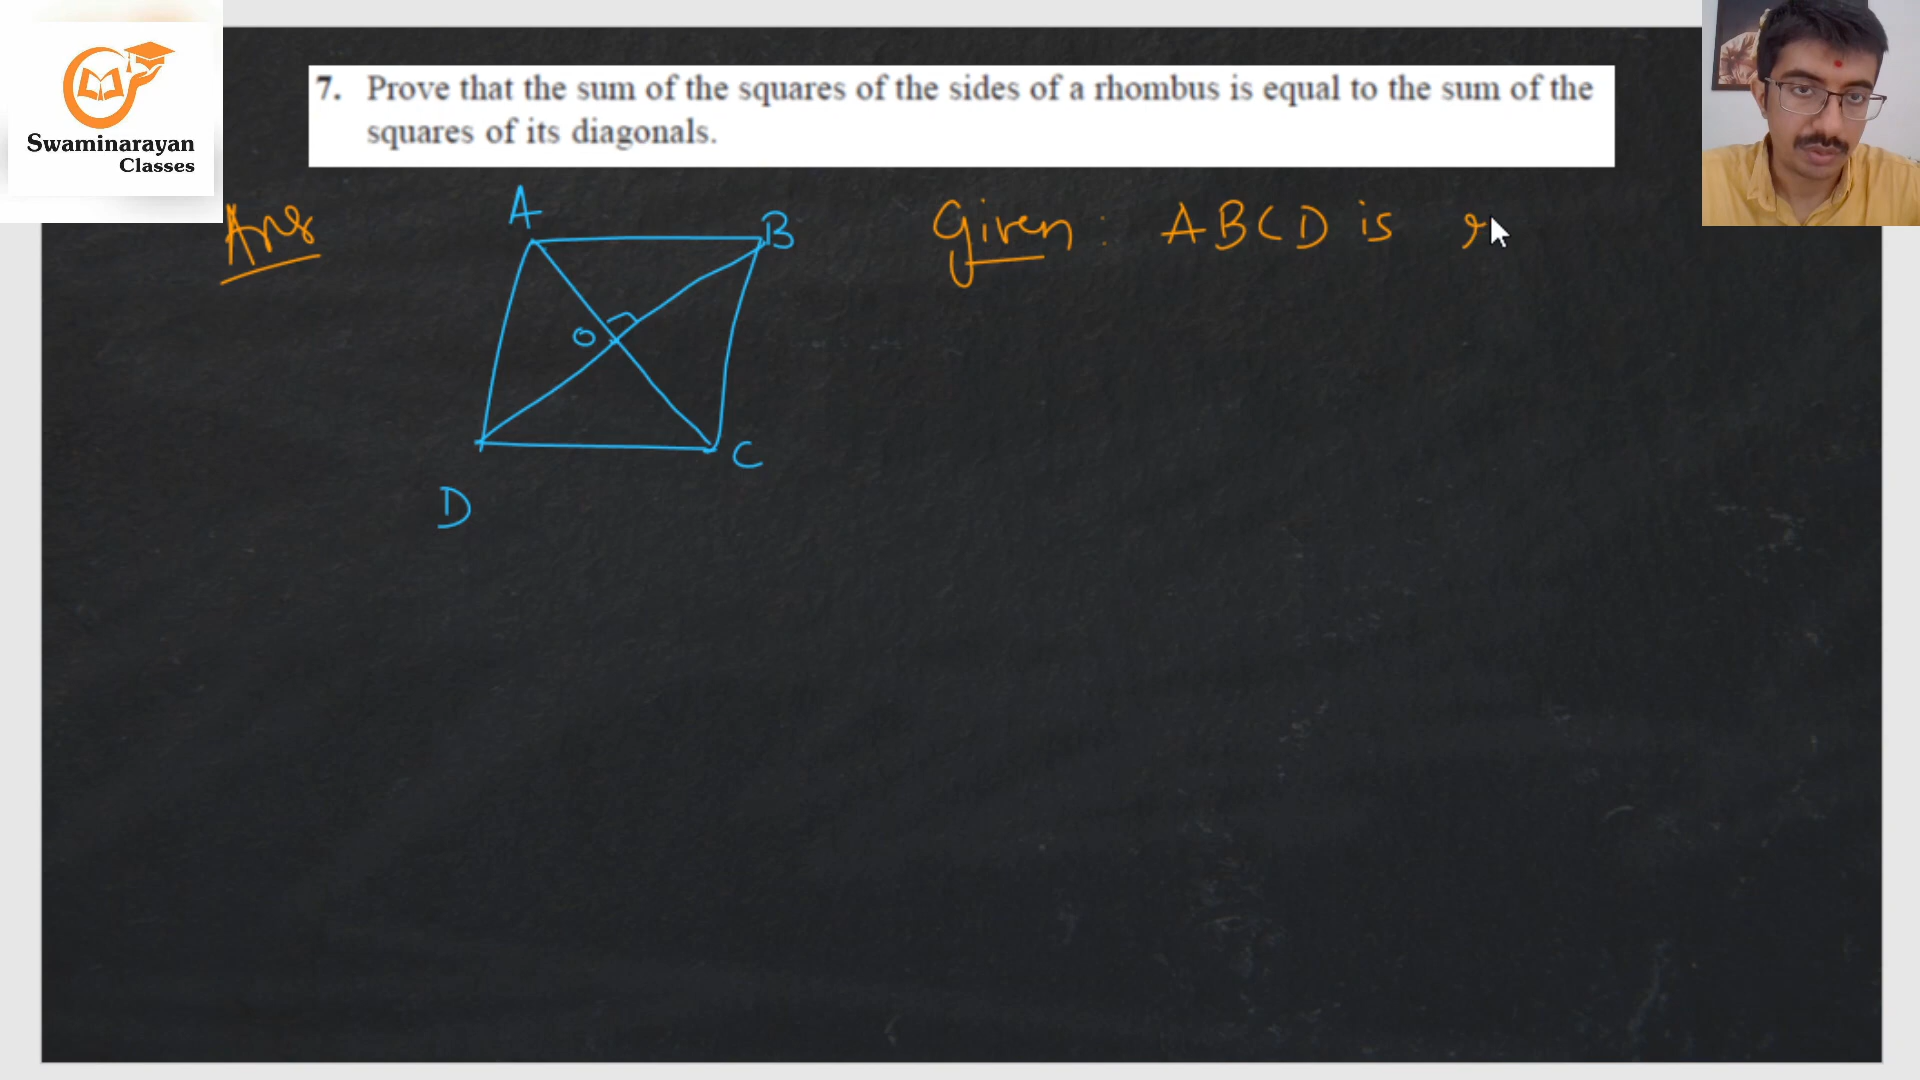 Swaminarayan
Classes
7. Prove that the sum of the squares of the sides of a rhombus is equal to the sum of the
squares of its diagonals.
Ans
A
B
Given: ABCD is r
O
C
D